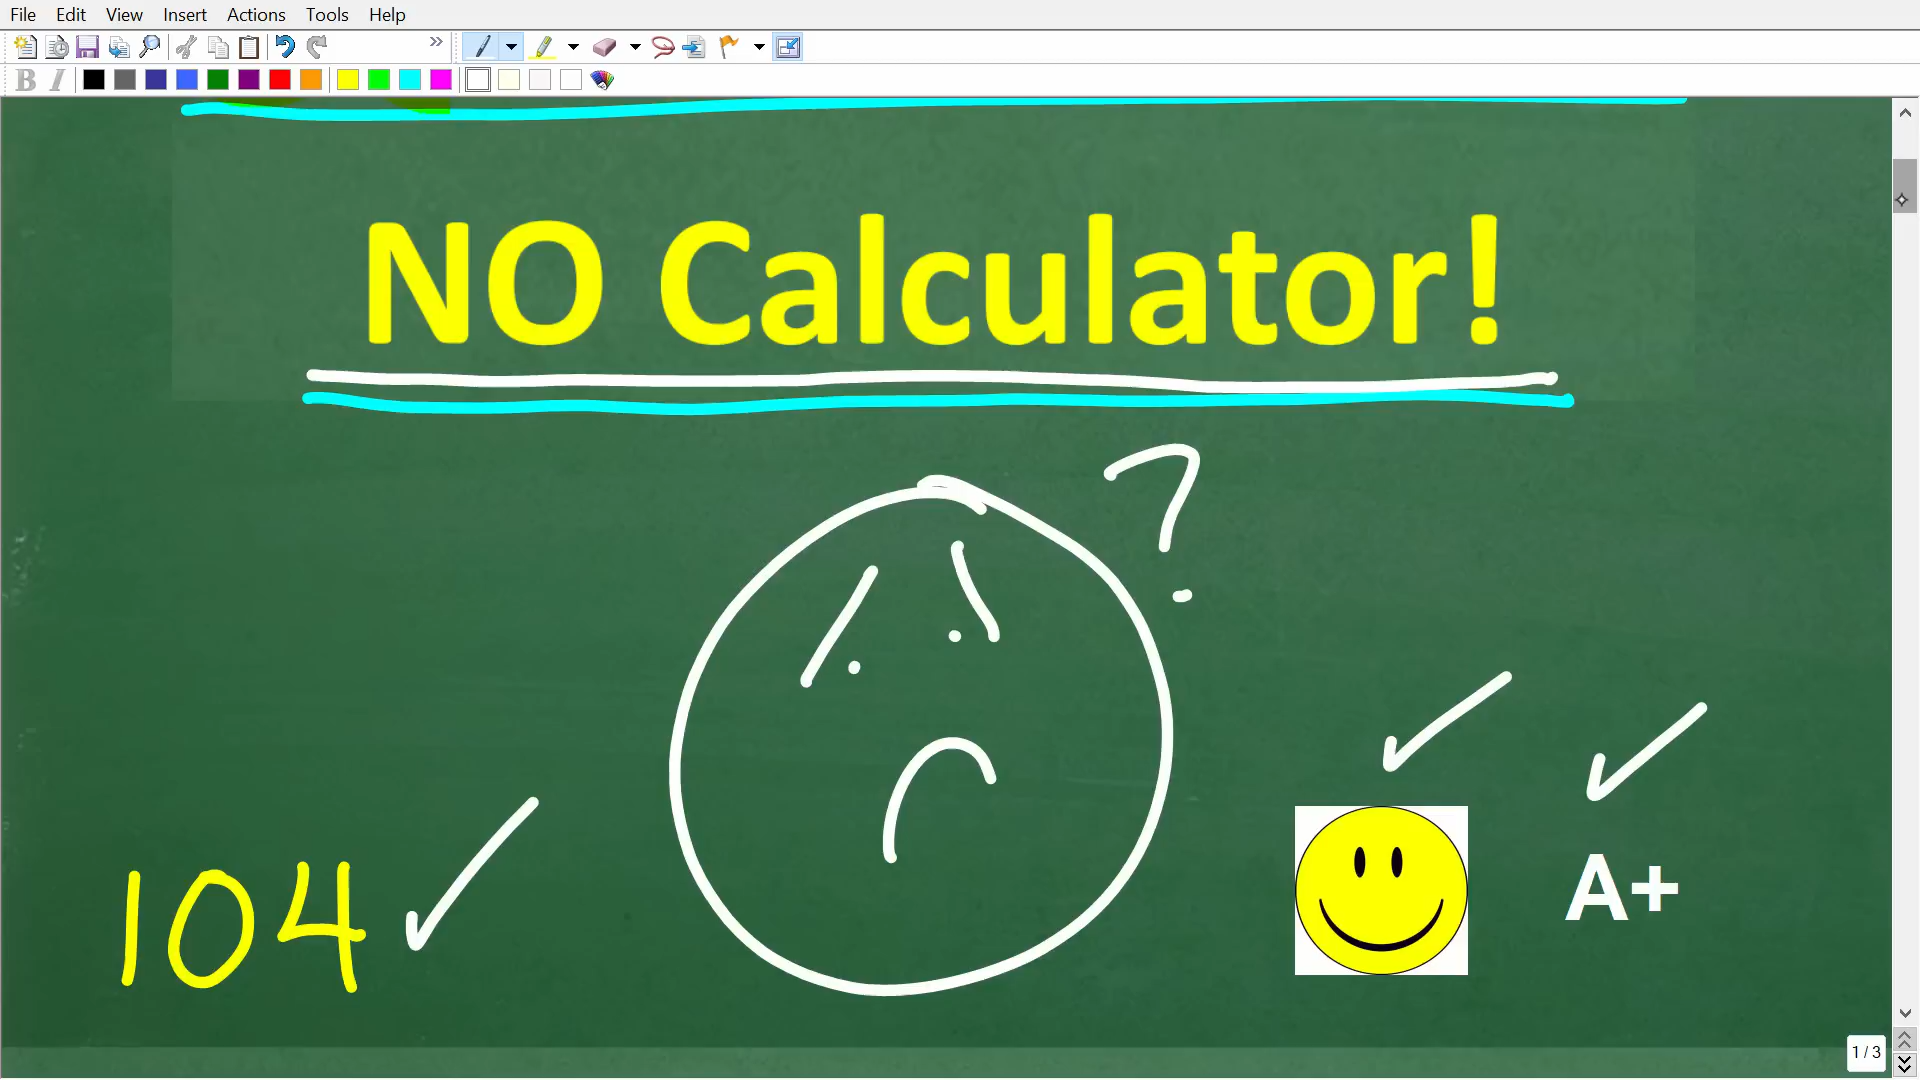 File Edit View Insert Actions Tools Help
B I
NO Calculator!
?
104
A+
1 / 3